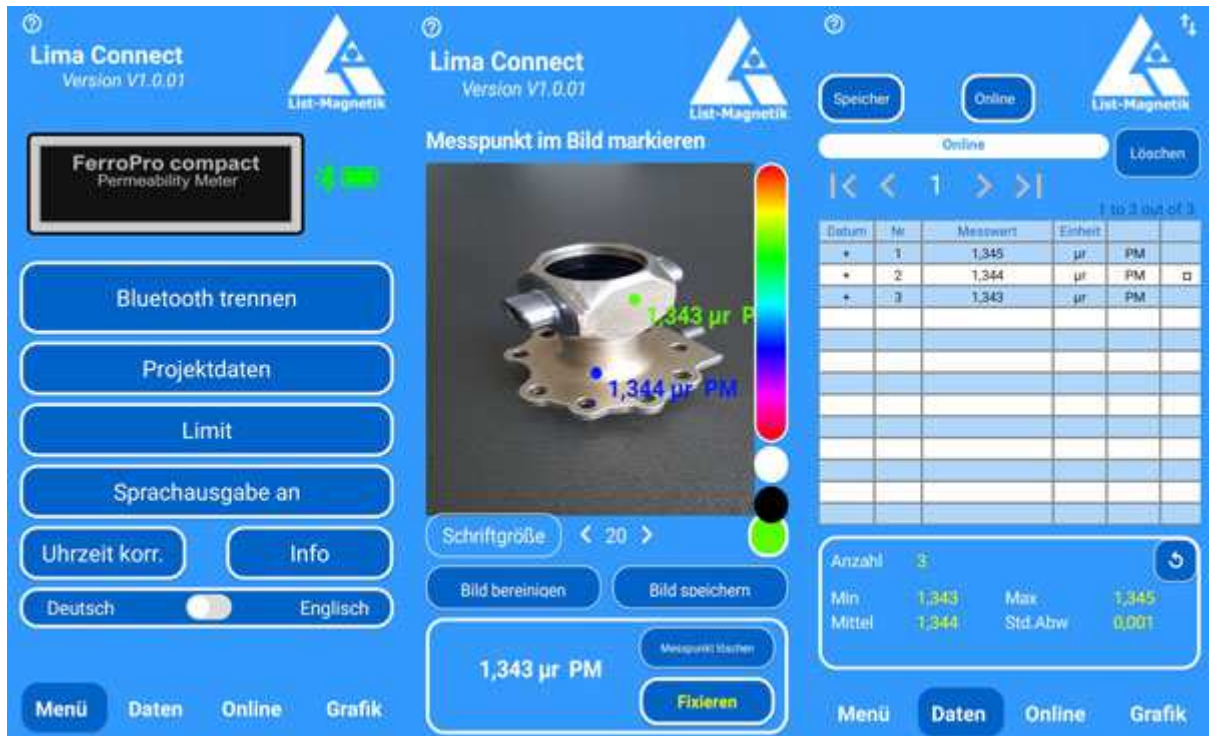 Lima Connect
Version V1.0.01
List-Magnetik
FerroPro compact
Permeability Meter
Bluetooth trennen
Projektdaten
Limit
Sprachausgabe an
Uhrzeit korr. Info
Deutsch Englisch
Menü Daten Online Grafik
Lima Connect
Version V1.0.01
List-Magnetik
Messpunkt im Bild markieren
1,343 µr P
1,344 µr PM
Schriftgröße < 20 >
Bild bereinigen Bild speichern
Messpunkt löschen
1,343 µr PM
Fixieren
List-Magnetik
Speicher Online
Online Löschen
|< < 1 > >|
1 to 3 out of 3
Datum Nr Messwert Einheit
+ 1 1,345 µr PM
+ 2 1,344 µr PM
+ 3 1,343 µr PM
Anzahl 3
Min 1,343 Max 1,345
Mittel 1,344 Std.Abw 0,001
Menü Daten Online Grafik